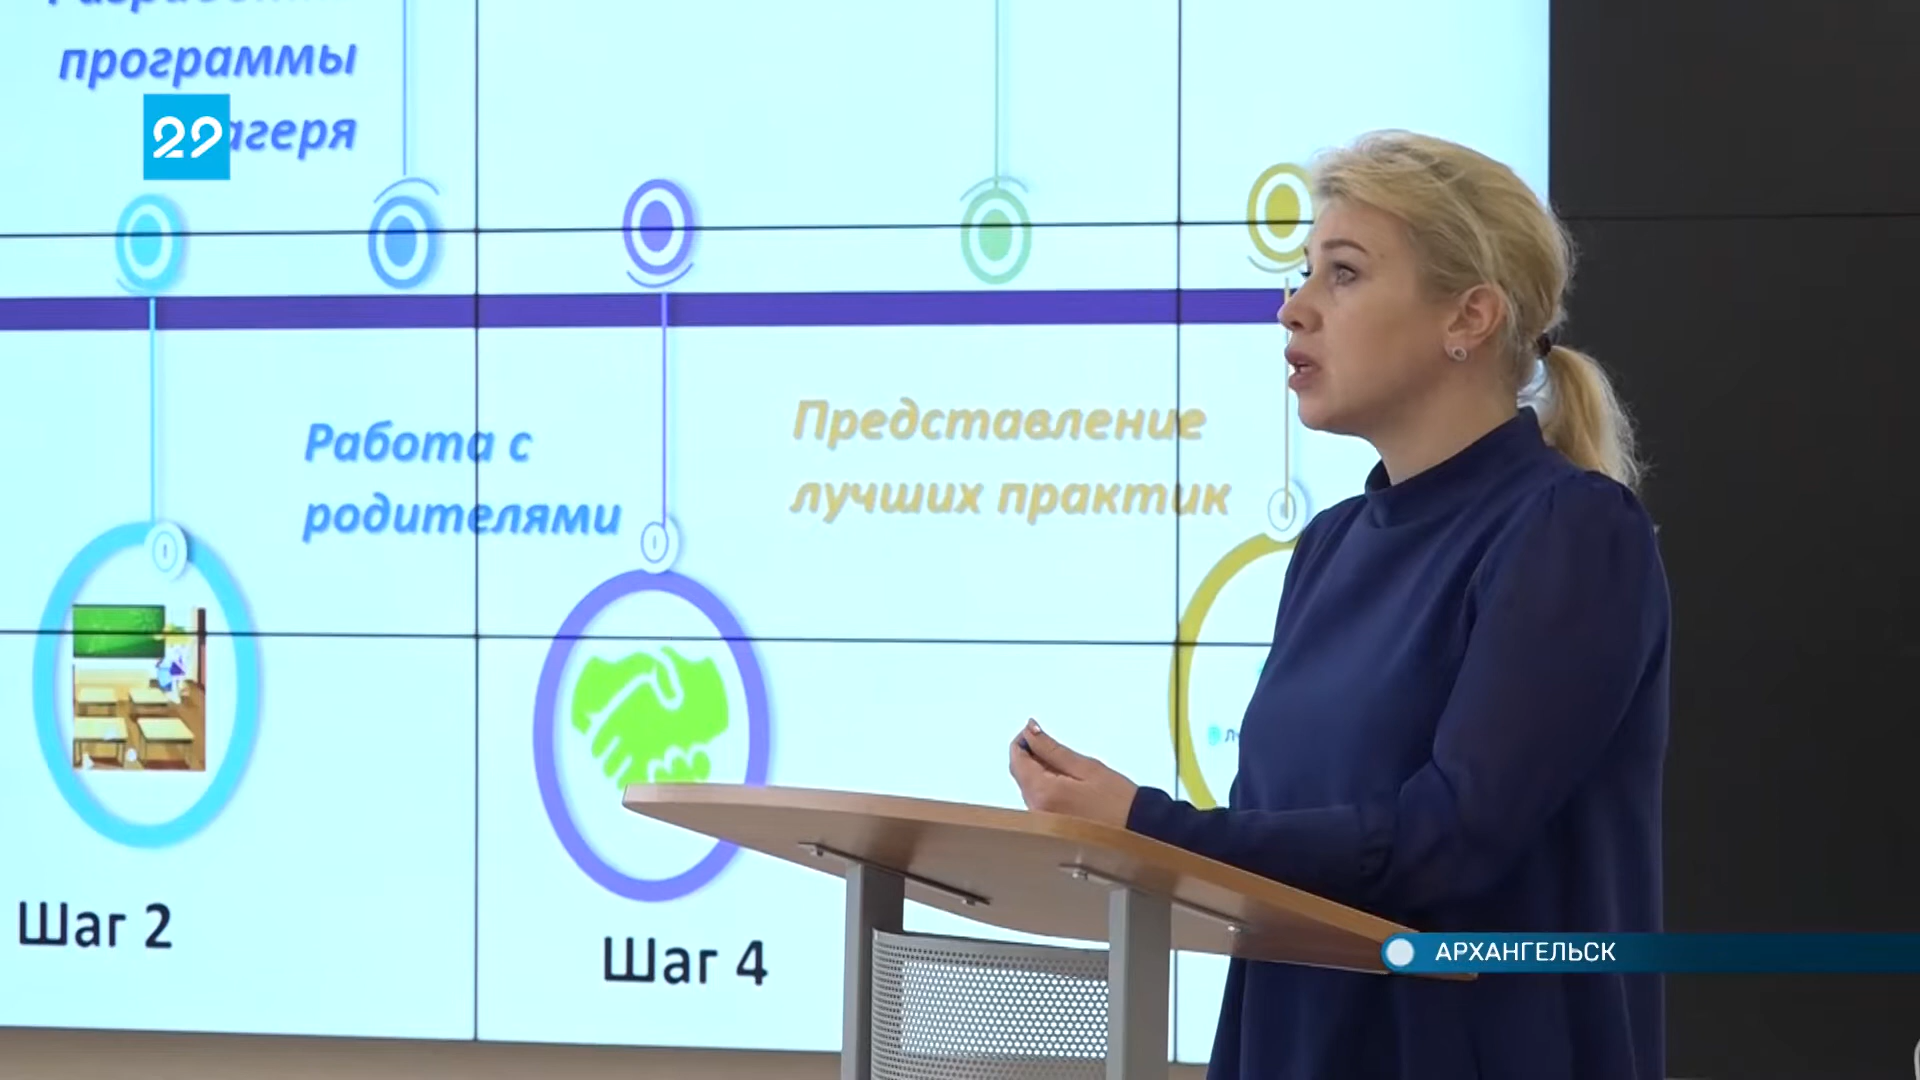 программы
агеря
29
Работа с
родителями
Представление
лучших практик
Шаг 2
Шаг 4
АРХАНГЕЛЬСК